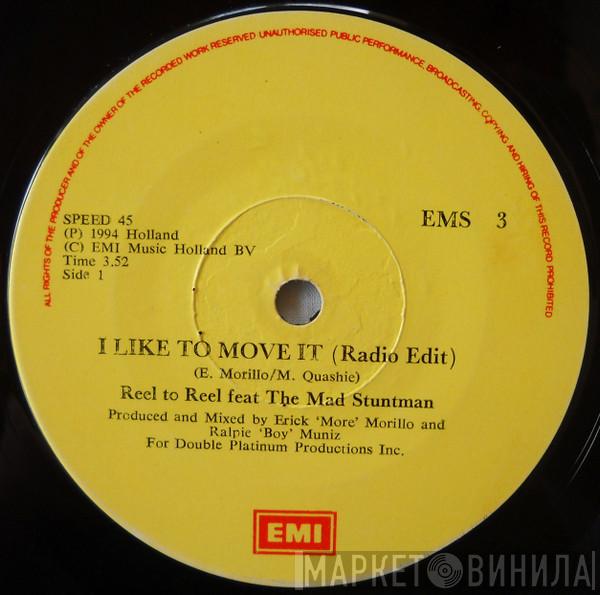 ALL RIGHTS OF THE PRODUCER AND OF THE OWNER OF THE RECORDED WORK RESERVED UNAUTHORISED PUBLIC PERFORMANCE, BROADCASTING, COPYING AND HIRING OF THIS RECORD PROHIBITED
SPEED 45
(P) 1994 Holland
(C) EMI Music Holland BV
Time 3.52
Side 1
EMS 3
I LIKE TO MOVE IT (Radio Edit)
(E. Morillo/M. Quashie)
Reel to Reel feat The Mad Stuntman
Produced and Mixed by Erick 'More' Morillo and
Ralpie 'Boy' Muniz
For Double Platinum Productions Inc.
EMI
МАРКЕТ ВИНИЛА